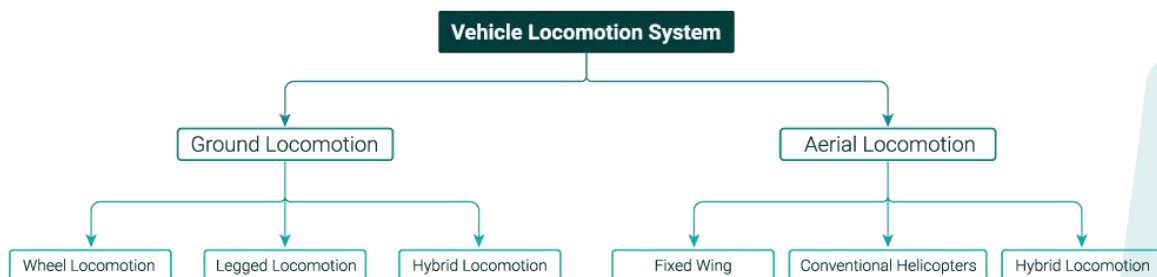 Vehicle Locomotion System
Ground Locomotion
Aerial Locomotion
Wheel Locomotion
Legged Locomotion
Hybrid Locomotion
Fixed Wing
Conventional Helicopters
Hybrid Locomotion